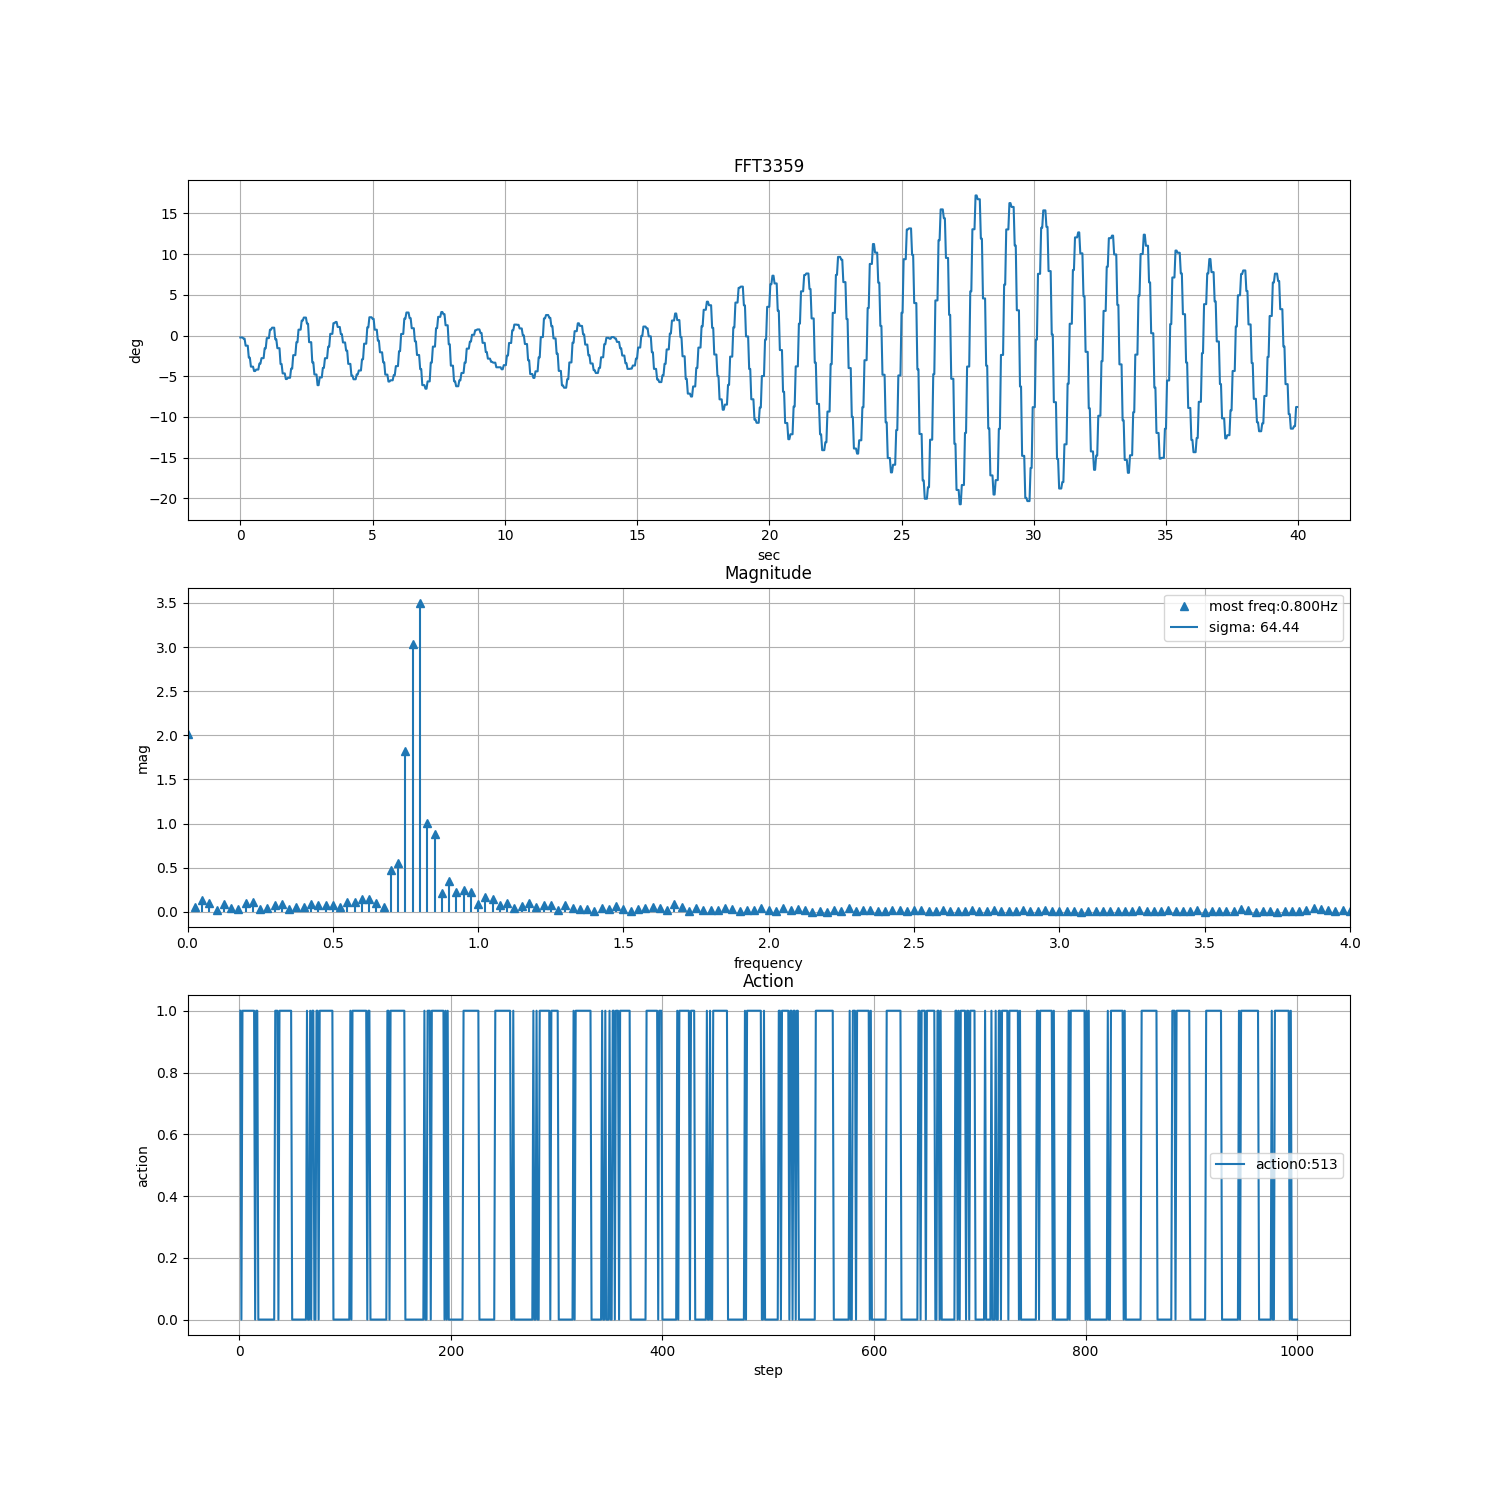 FFT3359
deg
15
10
5
0
−5
−10
−15
−20
0 5 10 15 20 25 30 35 40
sec
Magnitude
mag
3.5
3.0
2.5
2.0
1.5
1.0
0.5
0.0
most freq:0.800Hz
sigma: 64.44
0.0 0.5 1.0 1.5 2.0 2.5 3.0 3.5 4.0
frequency
Action
action
1.0
0.8
0.6
0.4
0.2
0.0
action0:513
0 200 400 600 800 1000
step